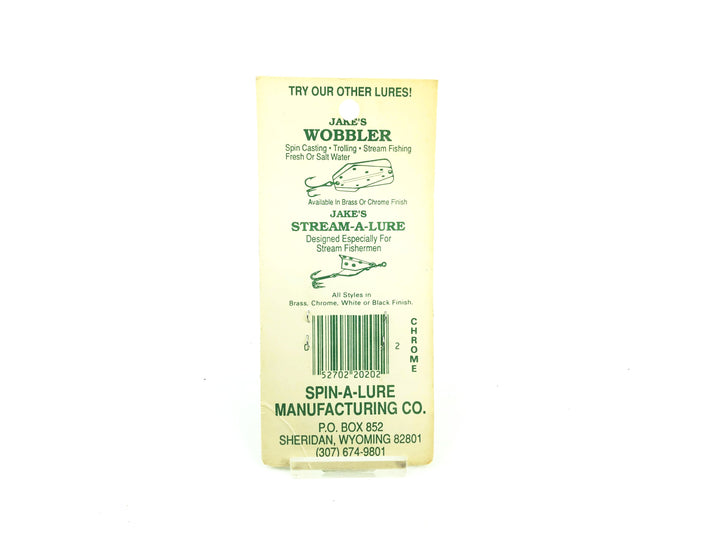 TRY OUR OTHER LURES!
JAKE'S
WOBBLER
Spin Casting • Trolling • Stream Fishing
Fresh Or Salt Water
Available In Brass Or Chrome Finish
JAKE'S
STREAM-A-LURE
Designed Especially For
Stream Fishermen
All Styles in
Brass, Chrome, White or Black Finish.
CHROME
0 2
52702 20202
SPIN-A-LURE
MANUFACTURING CO.
P.O. BOX 852
SHERIDAN, WYOMING 82801
(307) 674-9801